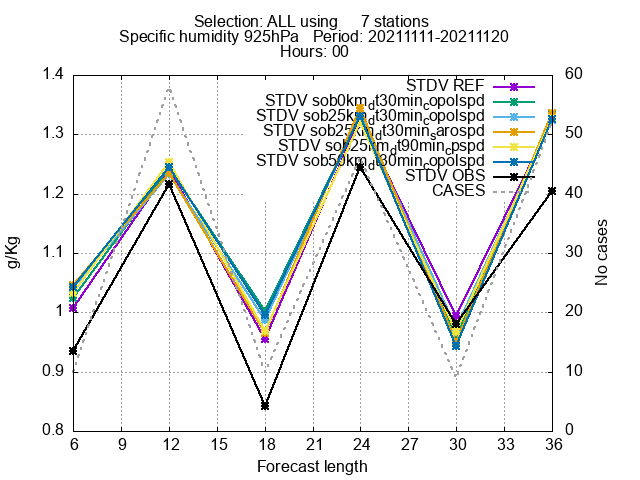 Selection: ALL using 7 stations
Specific humidity 925hPa Period: 20211111-20211120
Hours: 00
STDV REF
STDV sob0km_dt30min_copolspd
STDV sob25km_dt30min_copolspd
STDV sob25km_dt30min_sarospd
STDV sob25km_dt90min_cpspd
STDV sob50km_dt30min_copolspd
STDV OBS
CASES
1.4
1.3
1.2
1.1
1
0.9
0.8
g/Kg
60
50
40
30
20
10
0
No cases
6 9 12 15 18 21 24 27 30 33 36
Forecast length